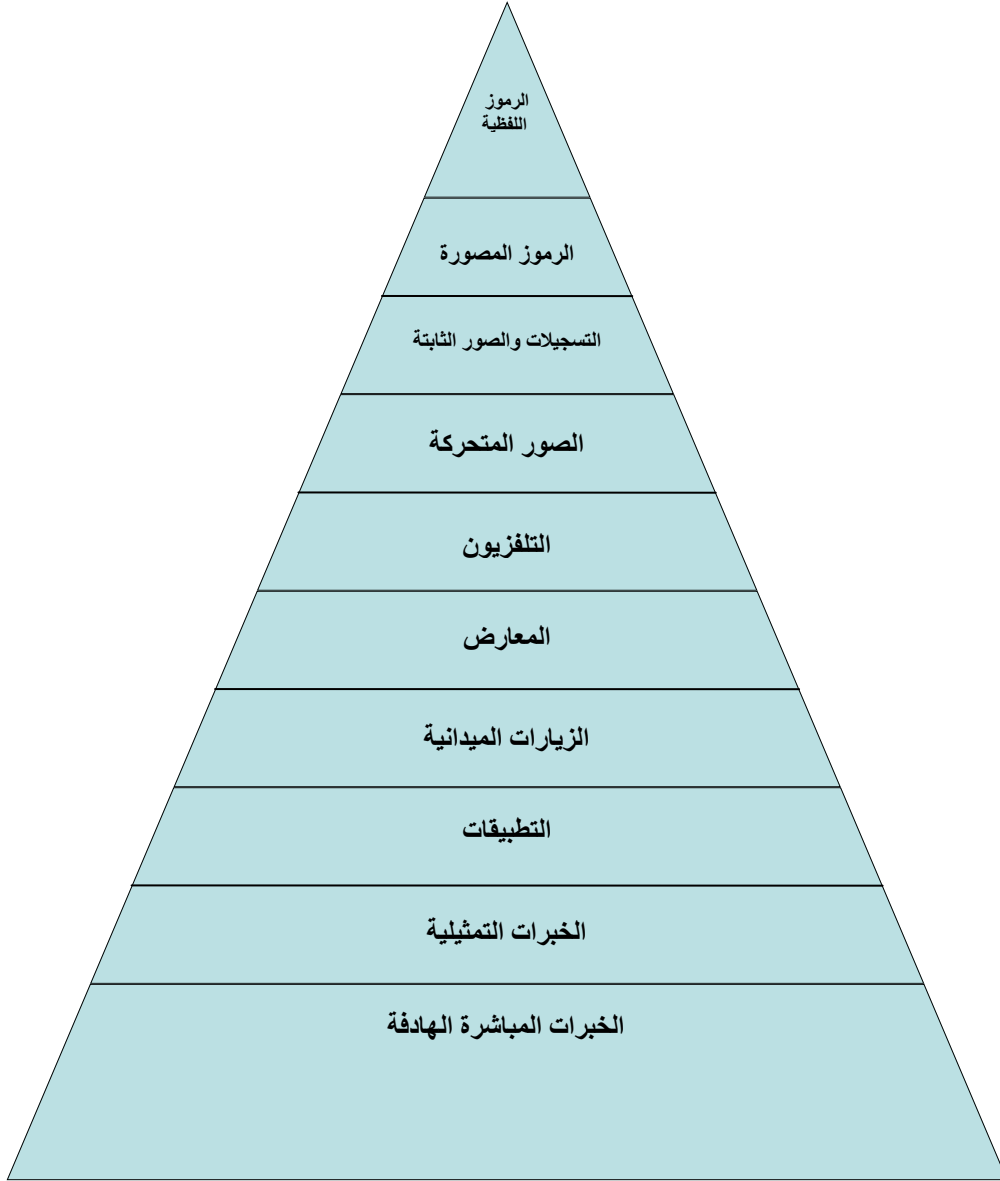 الرموز
اللفظية
الرموز المصورة
التسجيلات والصور الثابتة
الصور المتحركة
التلفزيون
المعارض
الزيارات الميدانية
التطبيقات
الخبرات التمثيلية
الخبرات المباشرة الهادفة